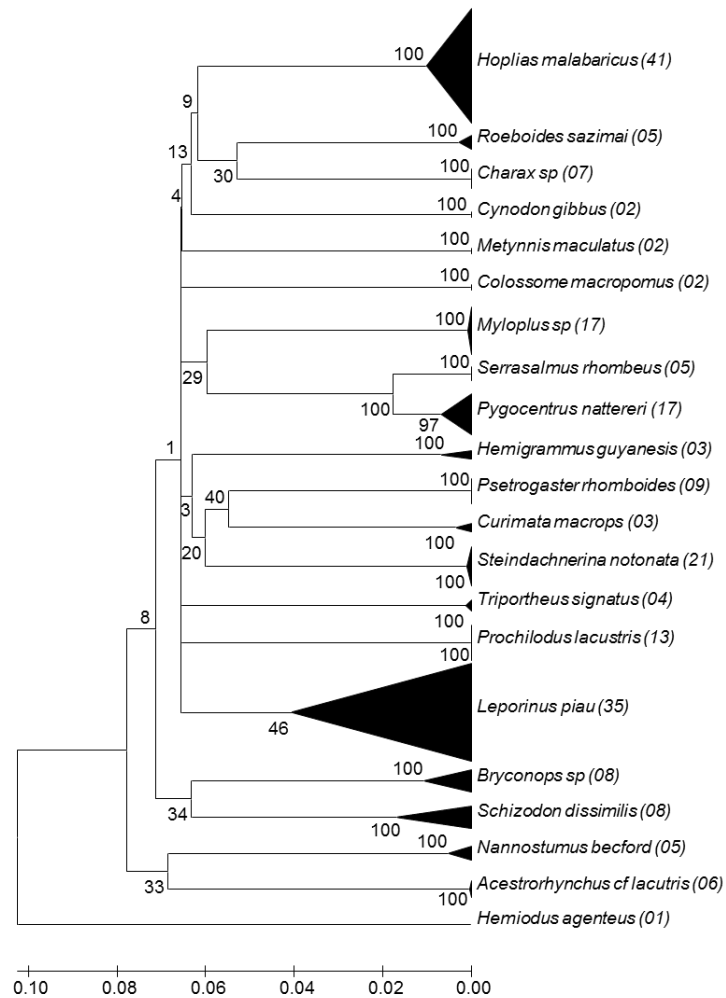 100
Hoplias malabaricus (41)
9
100
Roeboides sazimai (05)
13
100
Charax sp (07)
30
4
100
Cynodon gibbus (02)
100
Metynnis maculatus (02)
100
Colossome macropomus (02)
100
Myloplus sp (17)
29
100
Serrasalmus rhombeus (05)
100
Pygocentrus nattereri (17)
97
1
100
Hemigrammus guyanesis (03)
100
Psetrogaster rhomboides (09)
40
3
Curimata macrops (03)
100
20
Steindachnerina notonata (21)
100
Triportheus signatus (04)
100
8
Prochilodus lacustris (13)
100
Leporinus piau (35)
46
100
Bryconops sp (08)
34
Schizodon dissimilis (08)
100
100
Nannostumus becford (05)
33
Acestrorhynchus cf lacutris (06)
100
Hemiodus agenteus (01)
0.10 0.08 0.06 0.04 0.02 0.00